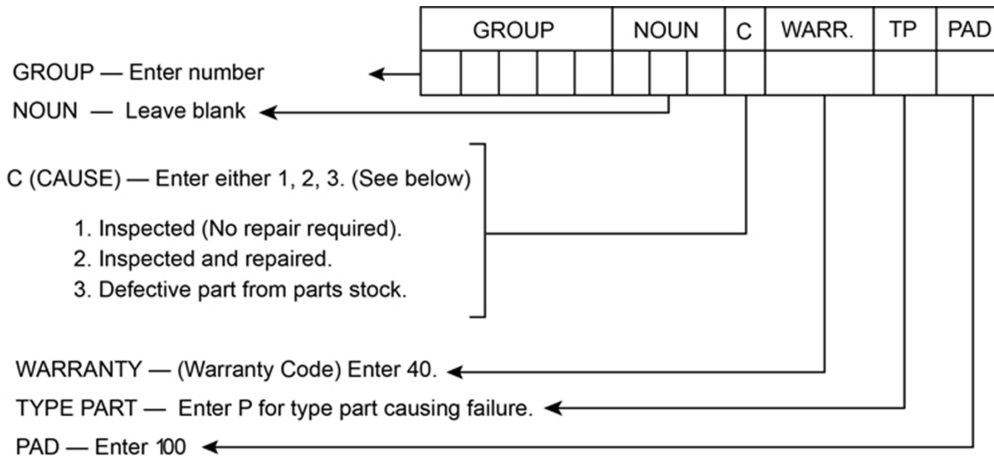 GROUP NOUN C WARR. TP PAD
GROUP — Enter number
NOUN — Leave blank
C (CAUSE) — Enter either 1, 2, 3. (See below)
1. Inspected (No repair required).
2. Inspected and repaired.
3. Defective part from parts stock.
WARRANTY — (Warranty Code) Enter 40.
TYPE PART — Enter P for type part causing failure.
PAD — Enter 100